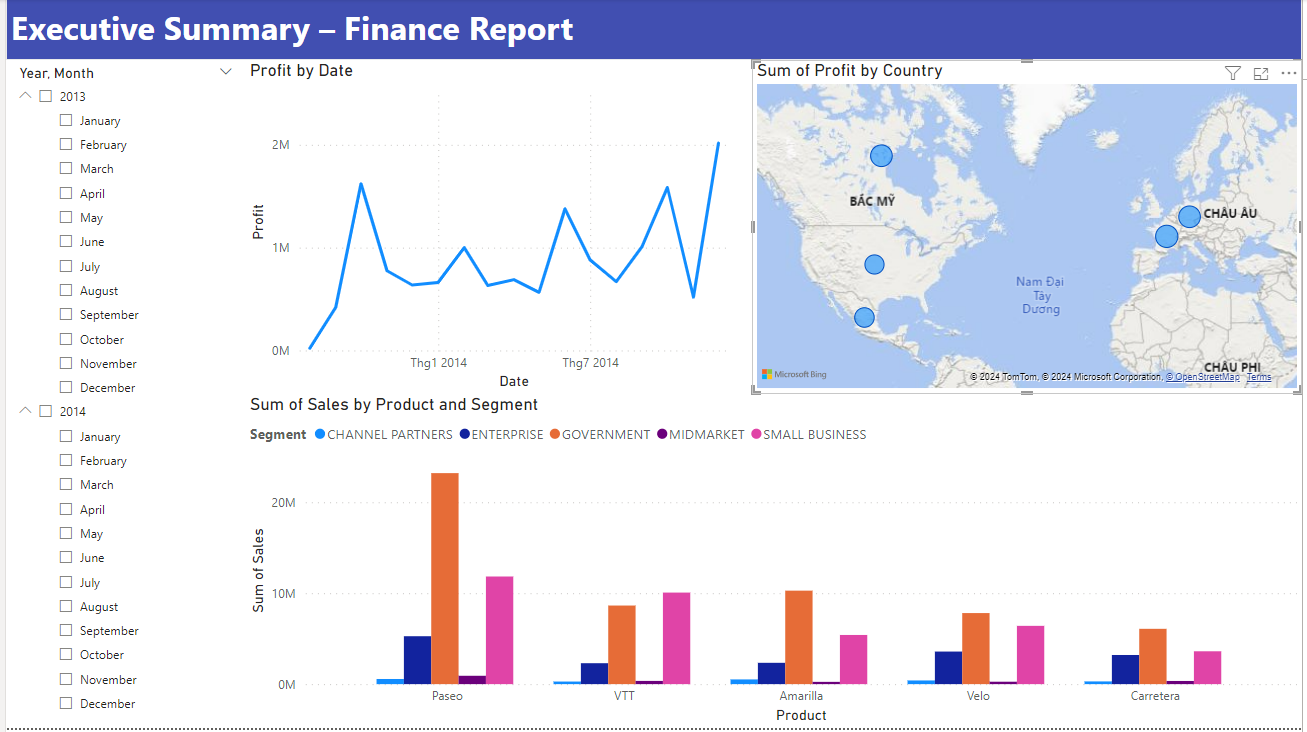 Executive Summary – Finance Report
Year, Month
2013
January
February
March
April
May
June
July
August
September
October
November
December
2014
January
February
March
April
May
June
July
August
September
October
November
December
Profit by Date
Profit
2M
1M
0M
Thg1 2014
Thg7 2014
Date
Sum of Profit by Country
BẮC MỸ
CHÂU ÂU
Nam Đại
Tây
Dương
CHÂU PHI
Microsoft Bing
© 2024 TomTom, © 2024 Microsoft Corporation, © OpenStreetMap Terms
Sum of Sales by Product and Segment
Segment CHANNEL PARTNERS ENTERPRISE GOVERNMENT MIDMARKET SMALL BUSINESS
Sum of Sales
20M
10M
0M
Paseo
VTT
Amarilla
Velo
Carretera
Product